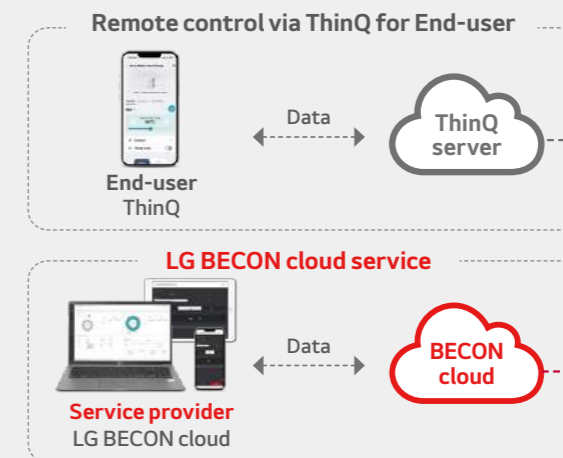 Remote control via ThinQ for End-user
Data
ThinQ
server
End-user
ThinQ
LG BECON cloud service
Data
BECON
cloud
Service provider
LG BECON cloud